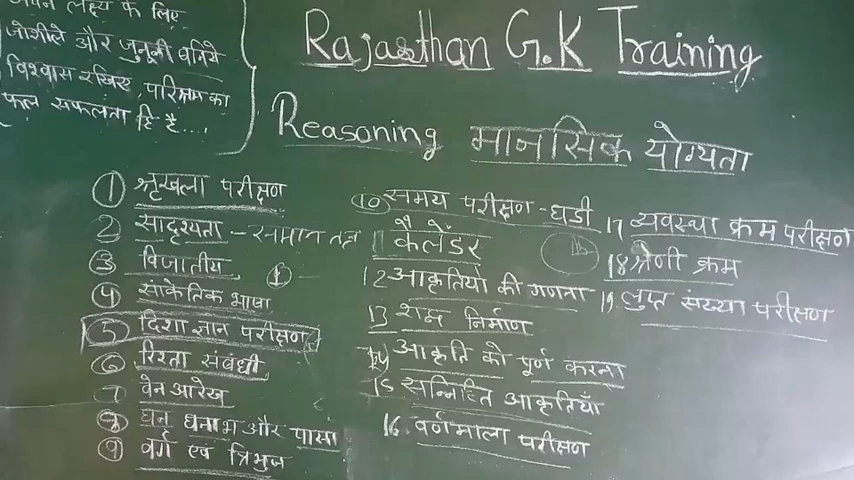 अपने लक्ष्य के लिए
जोशीले और जुनूनी बनिये
विश्वास रखिए परिश्रम का
फल सफलता हि है....
Rajasthan G.K Training
Reasoning मानसिक योग्यता
1 श्रृंखला परीक्षण
2 सादृश्यता - समान
3 विजातीय
4 सांकेतिक भाषा
5 दिशा ज्ञान परीक्षण
6 रिश्ता संबंधी
7 वेन आरेख
8 घन, घनाभ और पासा
9 वर्ग एवं त्रिभुज
10 समय परीक्षण - घडी
11 कैलेंडर
12 आकृतियो की गणना
13 शब्द निर्माण
14 आकृति को पूर्ण करना
15 सन्निहित आकृतियाँ
16. वर्णमाला परीक्षण
17 व्यवस्था क्रम परीक्षण
18 श्रेणी क्रम
19. लुप्त संख्या परीक्षण